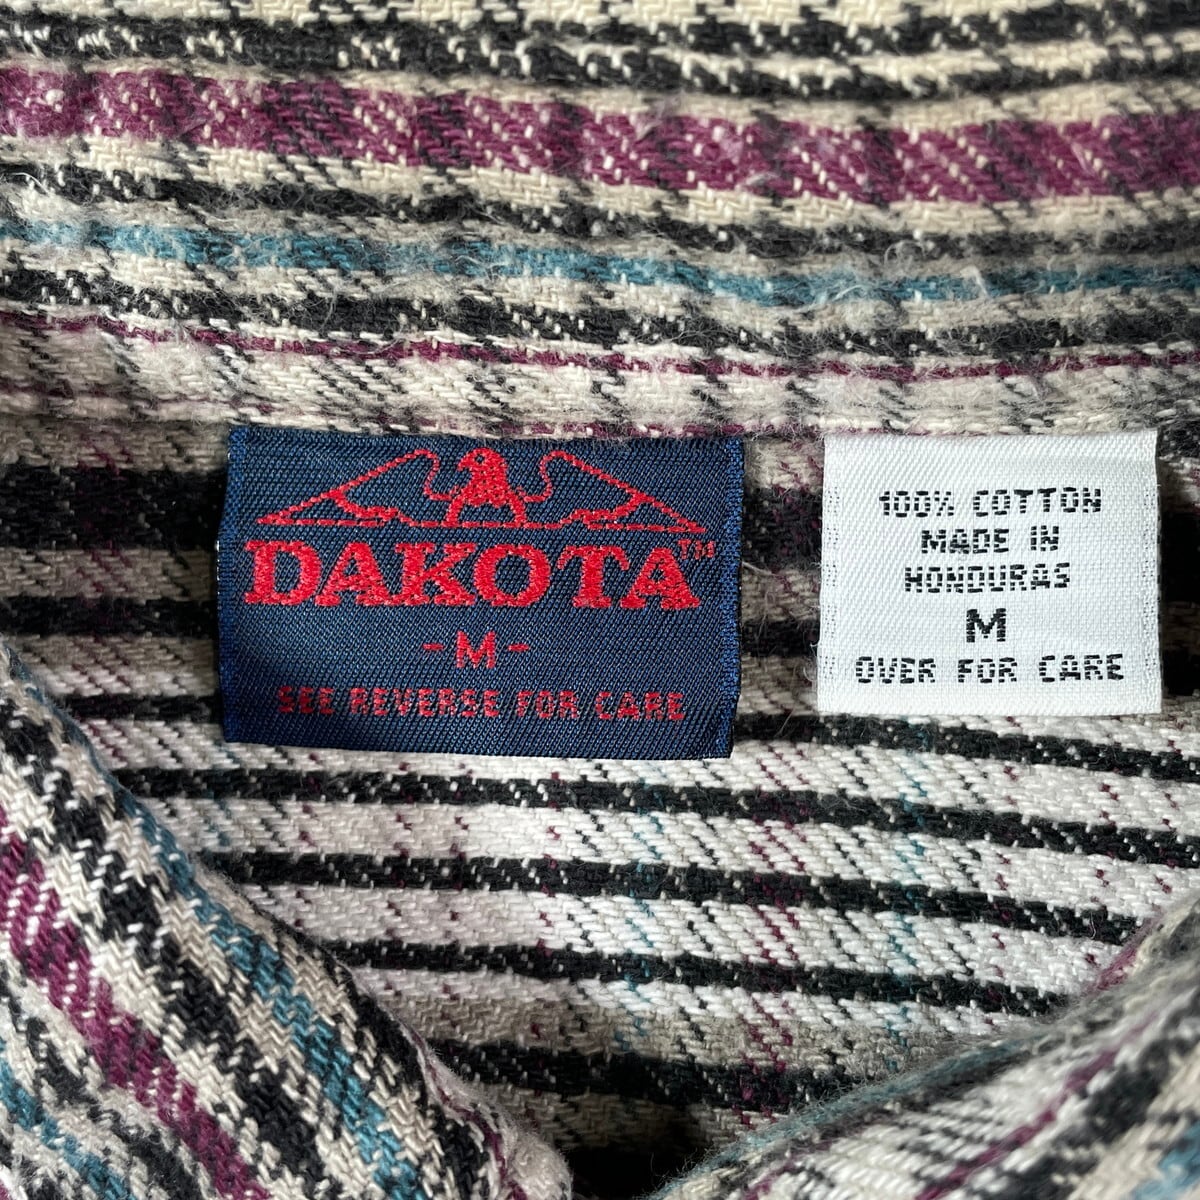 DAKOTA™
-M-
SEE REVERSE FOR CARE
100% COTTON
MADE IN
HONDURAS
M
OVER FOR CARE